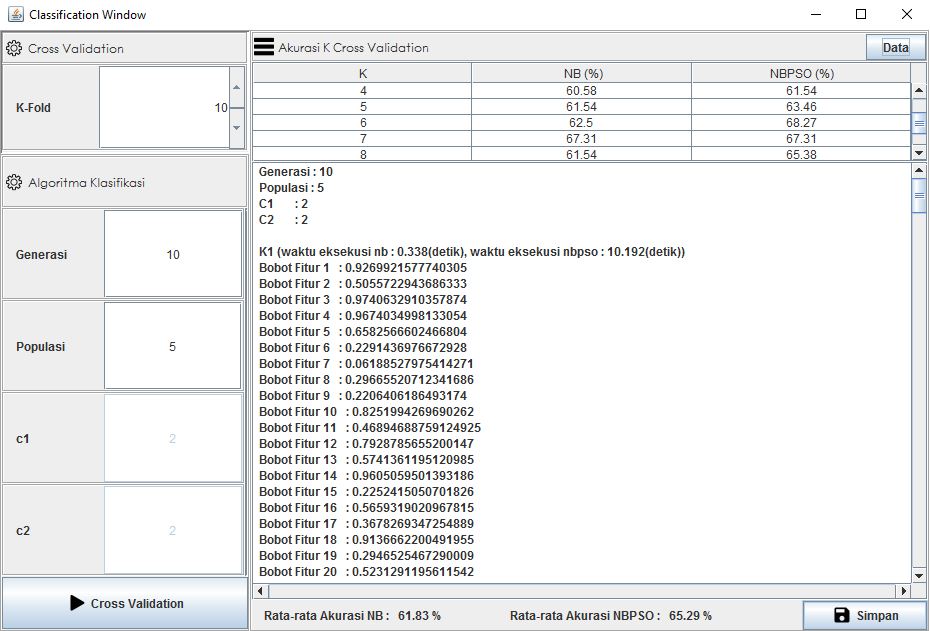 Classification Window
Cross Validation
K-Fold
10
Algoritma Klasifikasi
Generasi
10
Populasi
5
c1
2
c2
2
Cross Validation
Akurasi K Cross Validation
Data
K NB (%) NBPSO (%)
4 60.58 61.54
5 61.54 63.46
6 62.5 68.27
7 67.31 67.31
8 61.54 65.38
Generasi : 10
Populasi : 5
C1 : 2
C2 : 2
K1 (waktu eksekusi nb : 0.338(detik), waktu eksekusi nbpso : 10.192(detik))
Bobot Fitur 1 : 0.9269921577740305
Bobot Fitur 2 : 0.5055722943686333
Bobot Fitur 3 : 0.9740632910357874
Bobot Fitur 4 : 0.9674034998133054
Bobot Fitur 5 : 0.6582566602466804
Bobot Fitur 6 : 0.2291436976672928
Bobot Fitur 7 : 0.06188527975414271
Bobot Fitur 8 : 0.29665520712341686
Bobot Fitur 9 : 0.2206406186493174
Bobot Fitur 10 : 0.8251994269690262
Bobot Fitur 11 : 0.46894688759124925
Bobot Fitur 12 : 0.7928785655200147
Bobot Fitur 13 : 0.5741361195120985
Bobot Fitur 14 : 0.9605059501393186
Bobot Fitur 15 : 0.2252415050701826
Bobot Fitur 16 : 0.5659319020967815
Bobot Fitur 17 : 0.3678269347254889
Bobot Fitur 18 : 0.9136662200491955
Bobot Fitur 19 : 0.2946525467290009
Bobot Fitur 20 : 0.5231291195611542
Rata-rata Akurasi NB : 61.83 %
Rata-rata Akurasi NBPSO : 65.29 %
Simpan